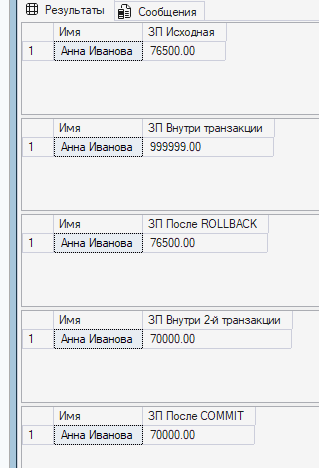 Результаты Сообщения
Имя ЗП Исходная
1 Анна Иванова 76500.00
Имя ЗП Внутри транзакции
1 Анна Иванова 999999.00
Имя ЗП После ROLLBACK
1 Анна Иванова 76500.00
Имя ЗП Внутри 2-й транзакции
1 Анна Иванова 70000.00
Имя ЗП После COMMIT
1 Анна Иванова 70000.00